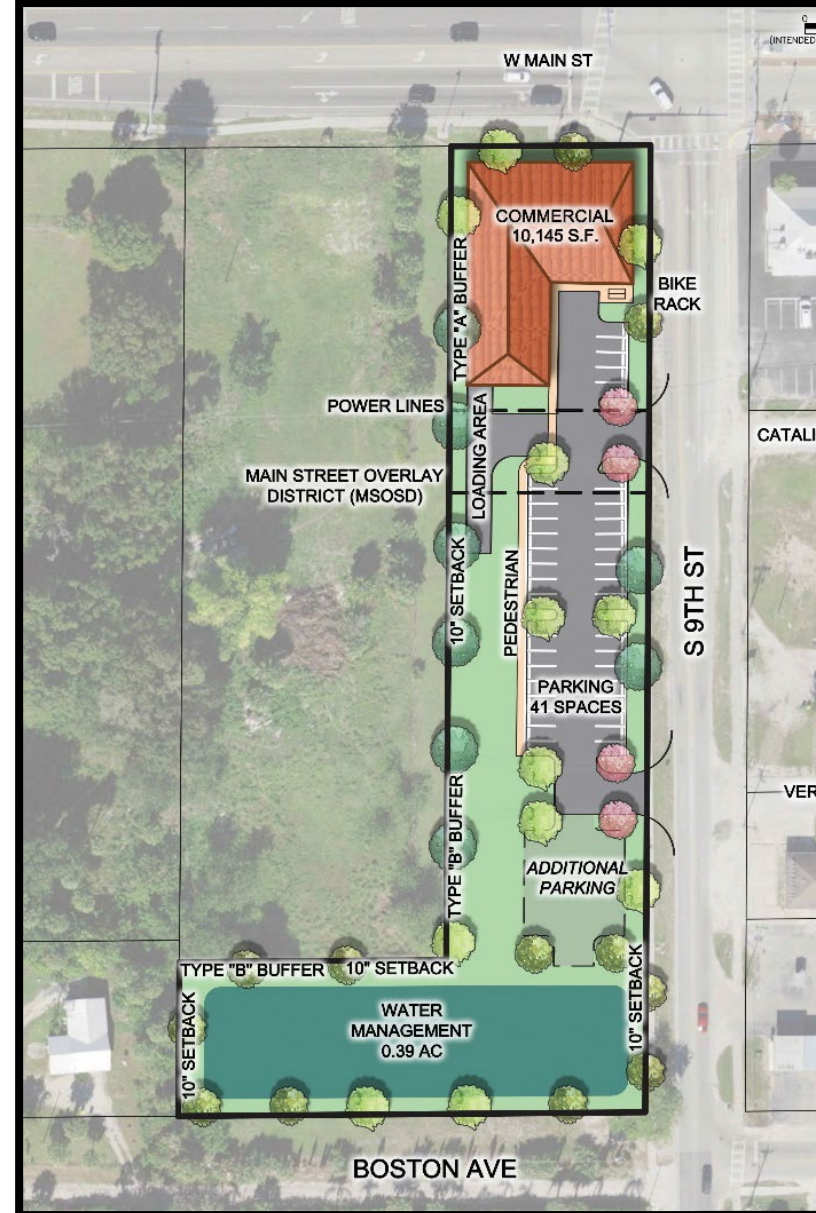 0
(INTENDED
W MAIN ST
COMMERCIAL
10,145 S.F.
TYPE "A" BUFFER
BIKE
RACK
POWER LINES
LOADING AREA
CATALI
MAIN STREET OVERLAY
DISTRICT (MSOSD)
10" SETBACK
PEDESTRIAN
S 9TH ST
PARKING
41 SPACES
VER
TYPE "B" BUFFER
ADDITIONAL
PARKING
TYPE "B" BUFFER
10" SETBACK
10" SETBACK
WATER
MANAGEMENT
0.39 AC
10" SETBACK
BOSTON AVE